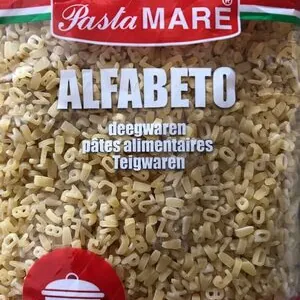 Pasta MARE®
ALFABETO
deegwaren
pâtes alimentaires
Teigwaren